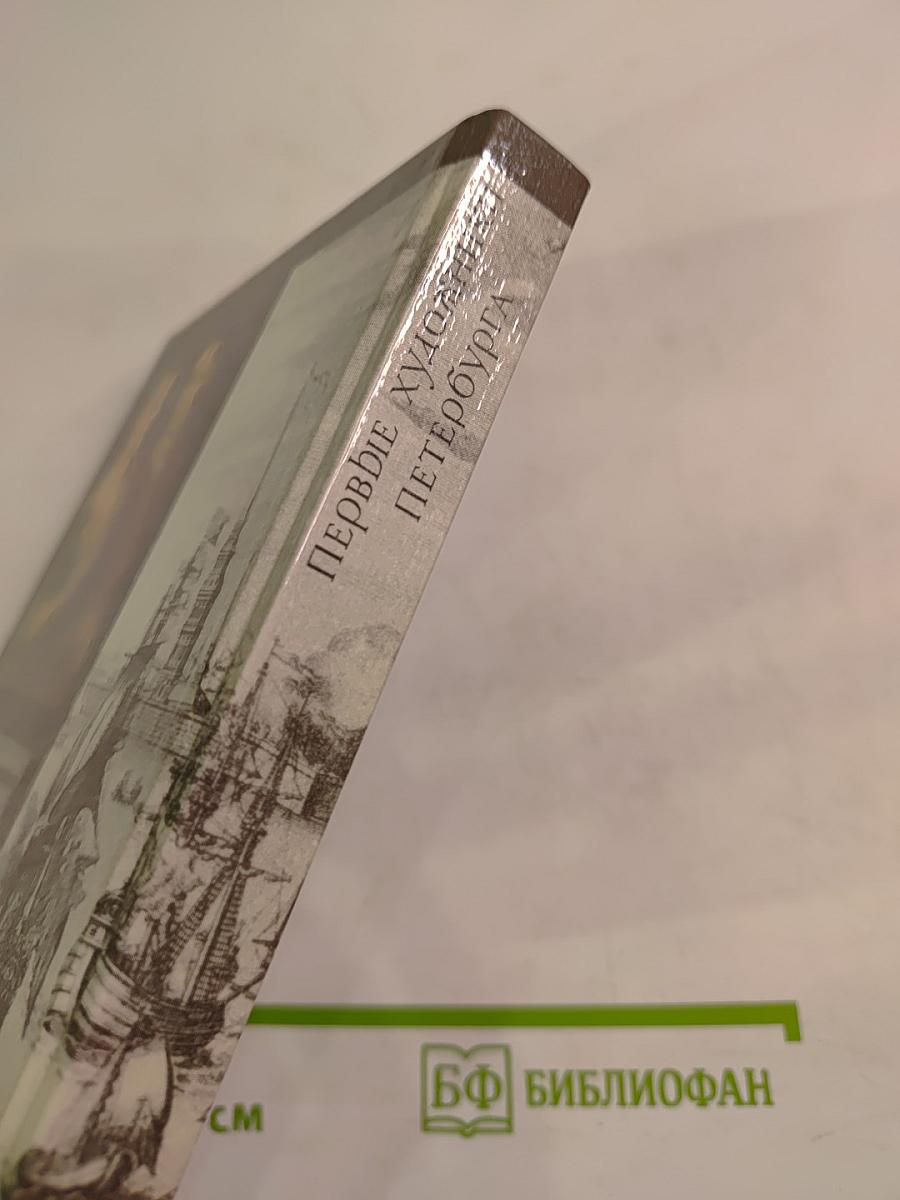 Первые художники
Петербурга
см
БФ БИБЛИОФАН